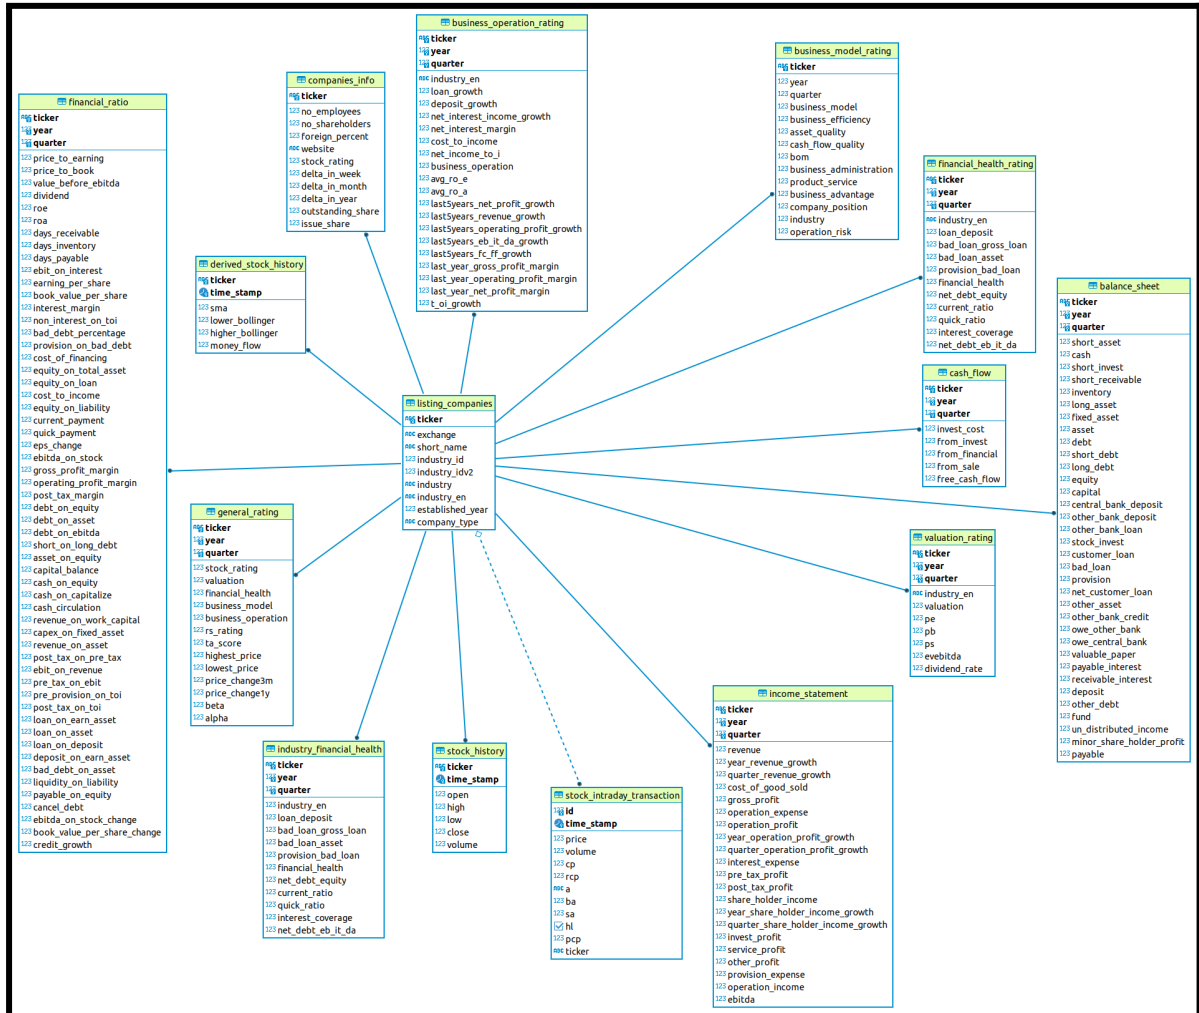 business_operation_rating
ticker
year
quarter
industry_en
loan_growth
deposit_growth
net_interest_income_growth
net_interest_margin
cost_to_income
net_income_to_i
business_operation
avg_ro_e
avg_ro_a
last5years_net_profit_growth
last5years_revenue_growth
last5years_operating_profit_growth
last5years_eb_it_da_growth
last5years_fc_ff_growth
last_year_gross_profit_margin
last_year_operating_profit_margin
last_year_net_profit_margin
t_oi_growth
business_model_rating
ticker
year
quarter
business_model
business_efficiency
asset_quality
cash_flow_quality
bom
business_administration
product_service
business_advantage
company_position
industry
operation_risk
companies_info
ticker
no_employees
no_shareholders
foreign_percent
website
stock_rating
delta_in_week
delta_in_month
delta_in_year
outstanding_share
issue_share
financial_ratio
ticker
year
quarter
price_to_earning
price_to_book
value_before_ebitda
dividend
roe
roa
days_receivable
days_inventory
days_payable
ebit_on_interest
earning_per_share
book_value_per_share
interest_margin
non_interest_on_toi
bad_debt_percentage
provision_on_bad_debt
cost_of_financing
equity_on_total_asset
equity_on_loan
cost_to_income
equity_on_liability
current_payment
quick_payment
eps_change
ebitda_on_stock
gross_profit_margin
operating_profit_margin
post_tax_margin
debt_on_equity
debt_on_asset
debt_on_ebitda
short_on_long_debt
asset_on_equity
capital_balance
cash_on_equity
cash_on_capitalize
cash_circulation
revenue_on_work_capital
capex_on_fixed_asset
revenue_on_asset
post_tax_on_pre_tax
ebit_on_revenue
pre_tax_on_ebit
pre_provision_on_toi
post_tax_on_toi
loan_on_earn_asset
loan_on_asset
loan_on_deposit
deposit_on_earn_asset
bad_debt_on_asset
liquidity_on_liability
payable_on_equity
cancel_debt
ebitda_on_stock_change
book_value_per_share_change
credit_growth
financial_health_rating
ticker
year
quarter
industry_en
loan_deposit
bad_loan_gross_loan
bad_loan_asset
provision_bad_loan
financial_health
net_debt_equity
current_ratio
quick_ratio
interest_coverage
net_debt_eb_it_da
derived_stock_history
ticker
time_stamp
sma
lower_bollinger
higher_bollinger
money_flow
balance_sheet
ticker
year
quarter
short_asset
cash
short_invest
short_receivable
inventory
long_asset
fixed_asset
asset
debt
short_debt
long_debt
equity
capital
central_bank_deposit
other_bank_deposit
other_bank_loan
stock_invest
customer_loan
bad_loan
provision
net_customer_loan
other_asset
other_bank_credit
owe_other_bank
owe_central_bank
valuable_paper
payable_interest
receivable_interest
deposit
other_debt
fund
un_distributed_income
minor_share_holder_profit
payable
cash_flow
ticker
year
quarter
invest_cost
from_invest
from_financial
from_sale
free_cash_flow
listing_companies
ticker
exchange
short_name
industry_id
industry_idv2
industry
industry_en
established_year
company_type
general_rating
ticker
year
quarter
stock_rating
valuation
financial_health
business_model
business_operation
rs_rating
ta_score
highest_price
lowest_price
price_change3m
price_change1y
beta
alpha
valuation_rating
ticker
year
quarter
industry_en
valuation
pe
pb
ps
evebitda
dividend_rate
income_statement
ticker
year
quarter
revenue
year_revenue_growth
quarter_revenue_growth
cost_of_good_sold
gross_profit
operation_expense
operation_profit
year_operation_profit_growth
quarter_operation_profit_growth
interest_expense
pre_tax_profit
post_tax_profit
share_holder_income
year_share_holder_income_growth
quarter_share_holder_income_growth
invest_profit
service_profit
other_profit
provision_expense
operation_income
ebitda
industry_financial_health
ticker
year
quarter
industry_en
loan_deposit
bad_loan_gross_loan
bad_loan_asset
provision_bad_loan
financial_health
net_debt_equity
current_ratio
quick_ratio
interest_coverage
net_debt_eb_it_da
stock_history
ticker
time_stamp
open
high
low
close
volume
stock_intraday_transaction
id
time_stamp
price
volume
cp
rcp
a
ba
sa
hl
pcp
ticker